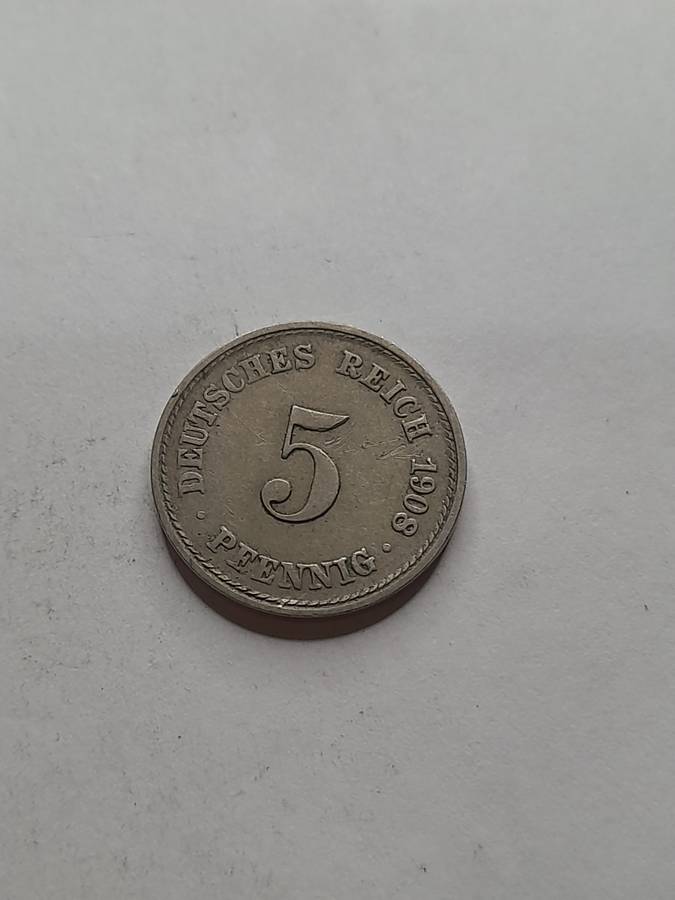 DEUTSCHES REICH 1908
5
PFENNIG